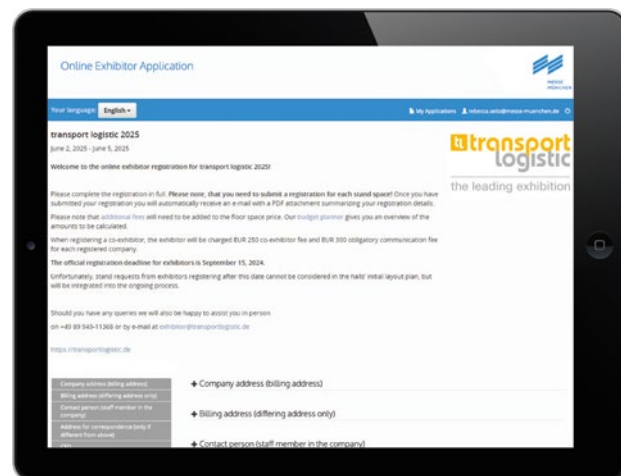 Online Exhibitor Application
MESSE
MÜNCHEN
Your language: English
My Applications rebecca.seitz@messe-muenchen.de
transport logistic 2025
June 2, 2025 - June 5, 2025
tl transport
logistic
the leading exhibition
Welcome to the online exhibitor registration for transport logistic 2025!
Please complete the registration in full. Please note, that you need to submit a registration for each stand space! Once you have
submitted your registration you will automatically receive an e-mail with a PDF attachment summarizing your registration details.
Please note that additional fees will need to be added to the floor space price. Our budget planner gives you an overview of the
amounts to be calculated.
When registering a co-exhibitor, the exhibitor will be charged EUR 250 co-exhibitor fee and EUR 300 obligatory communication fee
for each registered company.
The official registration deadline for exhibitors is September 15, 2024.
Unfortunately, stand requests from exhibitors registering after this date cannot be considered in the halls' initial layout plan, but
will be integrated into the ongoing process.
Should you have any queries we will also be happy to assist you in person
on +49 89 949-11368 or by e-mail at exhibitor@transportlogistic.de
https://transportlogistic.de
Company address (billing address)
Billing address (differing address only)
Contact person (staff member in the
company)
Address for correspondence (only if
different from above)
+ Company address (billing address)
+ Billing address (differing address only)
+ Contact person (staff member in the company)